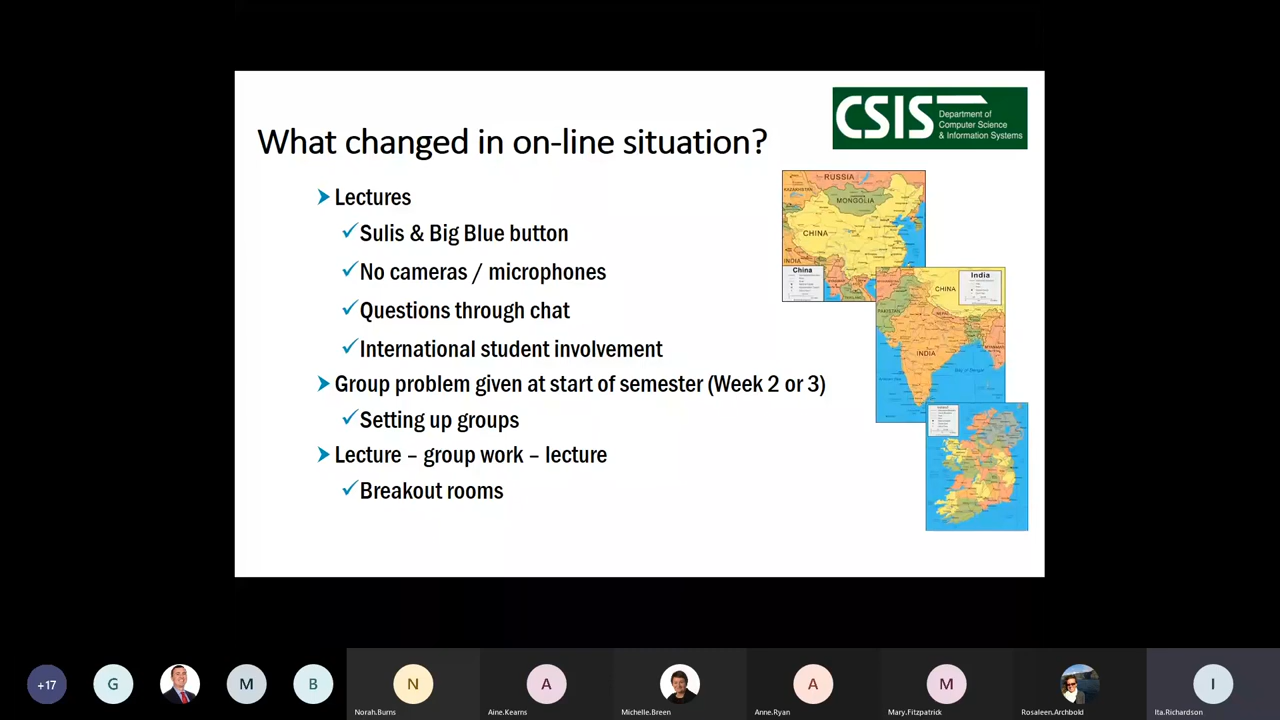 CSIS
Department of
Computer Science
& Information Systems
What changed in on-line situation?
Lectures
Sulis & Big Blue button
No cameras / microphones
Questions through chat
International student involvement
Group problem given at start of semester (Week 2 or 3)
Setting up groups
Lecture – group work – lecture
Breakout rooms
RUSSIA
KAZAKHSTAN
MONGOLIA
CHINA
INDIA
China
India
CHINA
PAKISTAN
INDIA
+17
G
M
B
N
A
A
M
I
Norah.Burns
Aine.Kearns
Michelle.Breen
Anne.Ryan
Mary.Fitzpatrick
Rosaleen.Archbold
Ita.Richardson